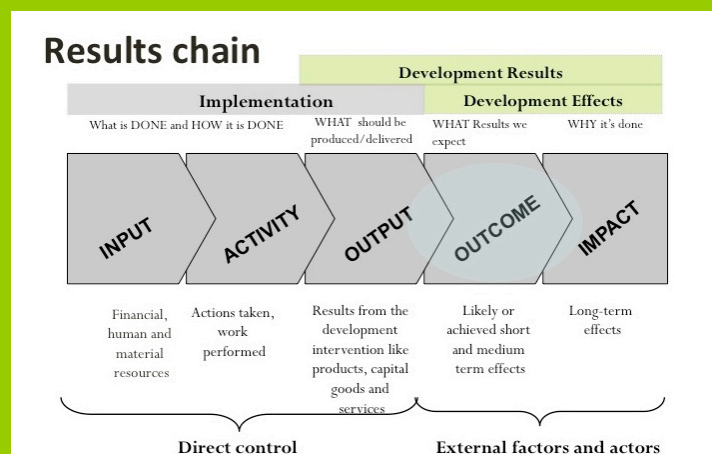 Results chain
Development Results
Implementation
Development Effects
What is DONE and HOW it is DONE
WHAT should be
produced/delivered
WHAT Results we
expect
WHY it's done
INPUT
ACTIVITY
OUTPUT
OUTCOME
IMPACT
Financial,
human and
material
resources
Actions taken,
work
performed
Results from the
development
intervention like
products, capital
goods and
services
Likely or
achieved short
and medium
term effects
Long-term
effects
Direct control
External factors and actors